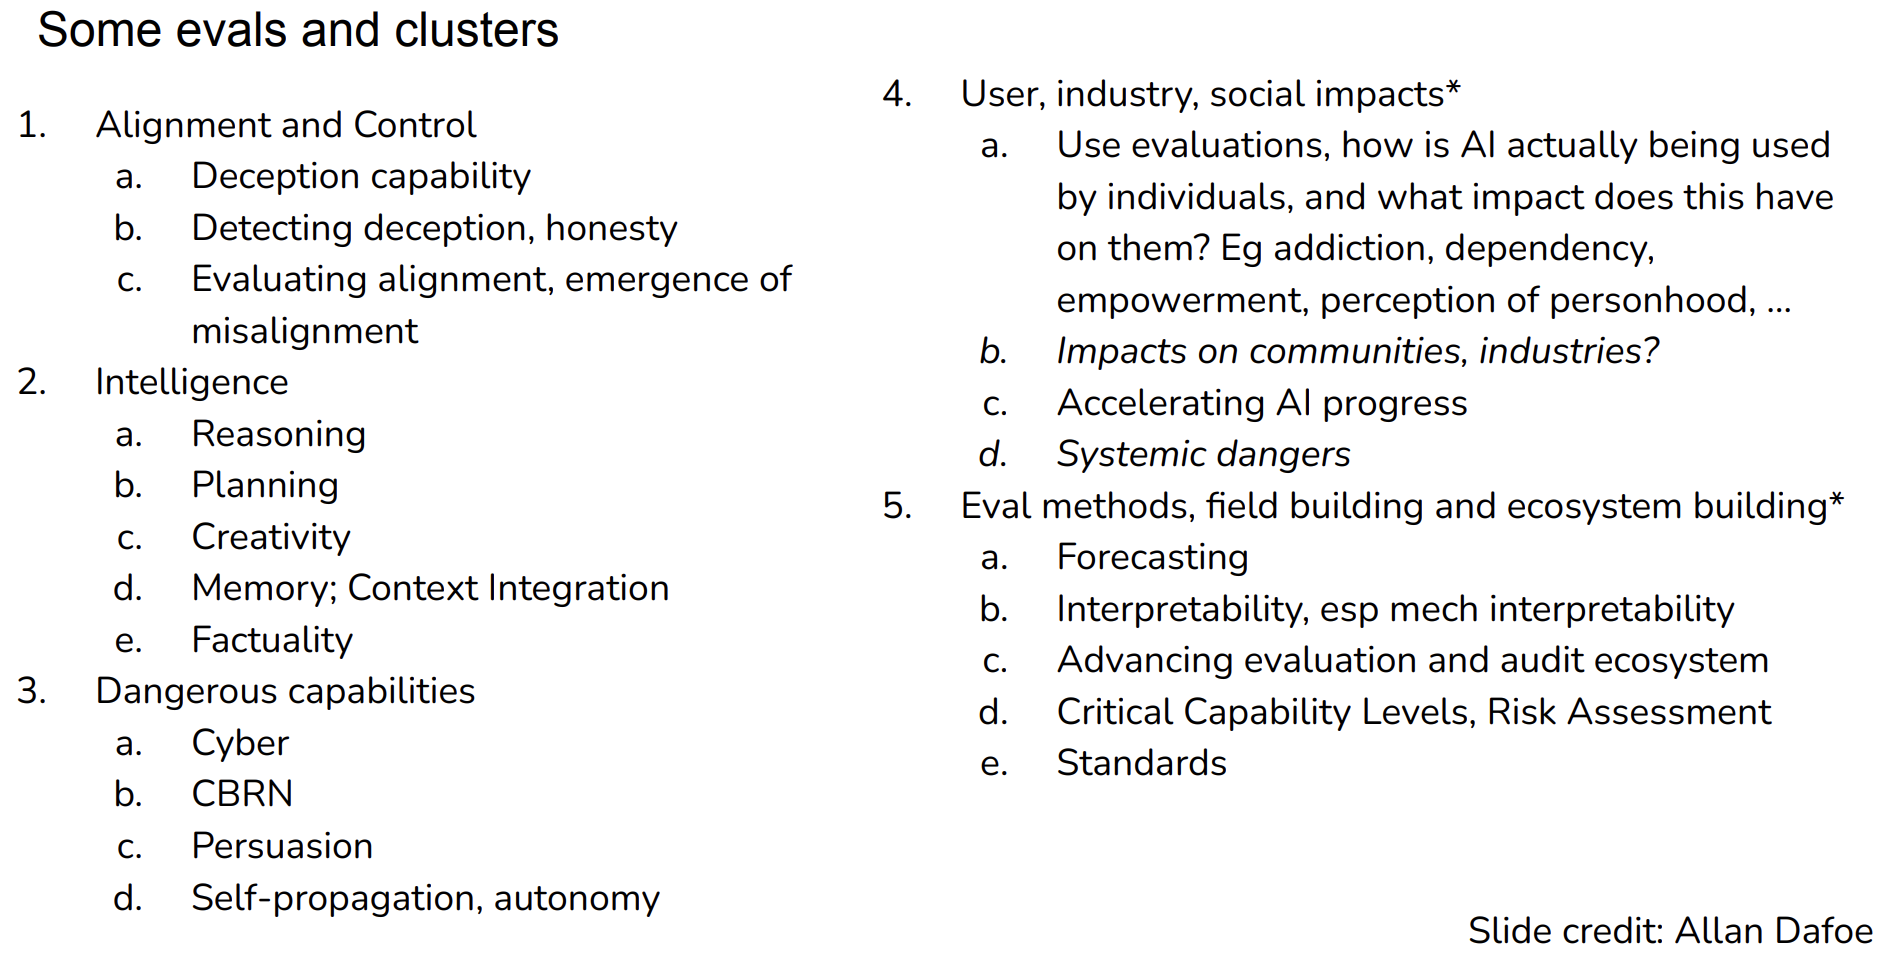 Some evals and clusters
1. Alignment and Control
a. Deception capability
b. Detecting deception, honesty
c. Evaluating alignment, emergence of
misalignment
2. Intelligence
a. Reasoning
b. Planning
c. Creativity
d. Memory; Context Integration
e. Factuality
3. Dangerous capabilities
a. Cyber
b. CBRN
c. Persuasion
d. Self-propagation, autonomy
4. User, industry, social impacts*
a. Use evaluations, how is AI actually being used
by individuals, and what impact does this have
on them? Eg addiction, dependency,
empowerment, perception of personhood, ...
b. Impacts on communities, industries?
c. Accelerating AI progress
d. Systemic dangers
5. Eval methods, field building and ecosystem building*
a. Forecasting
b. Interpretability, esp mech interpretability
c. Advancing evaluation and audit ecosystem
d. Critical Capability Levels, Risk Assessment
e. Standards
Slide credit: Allan Dafoe